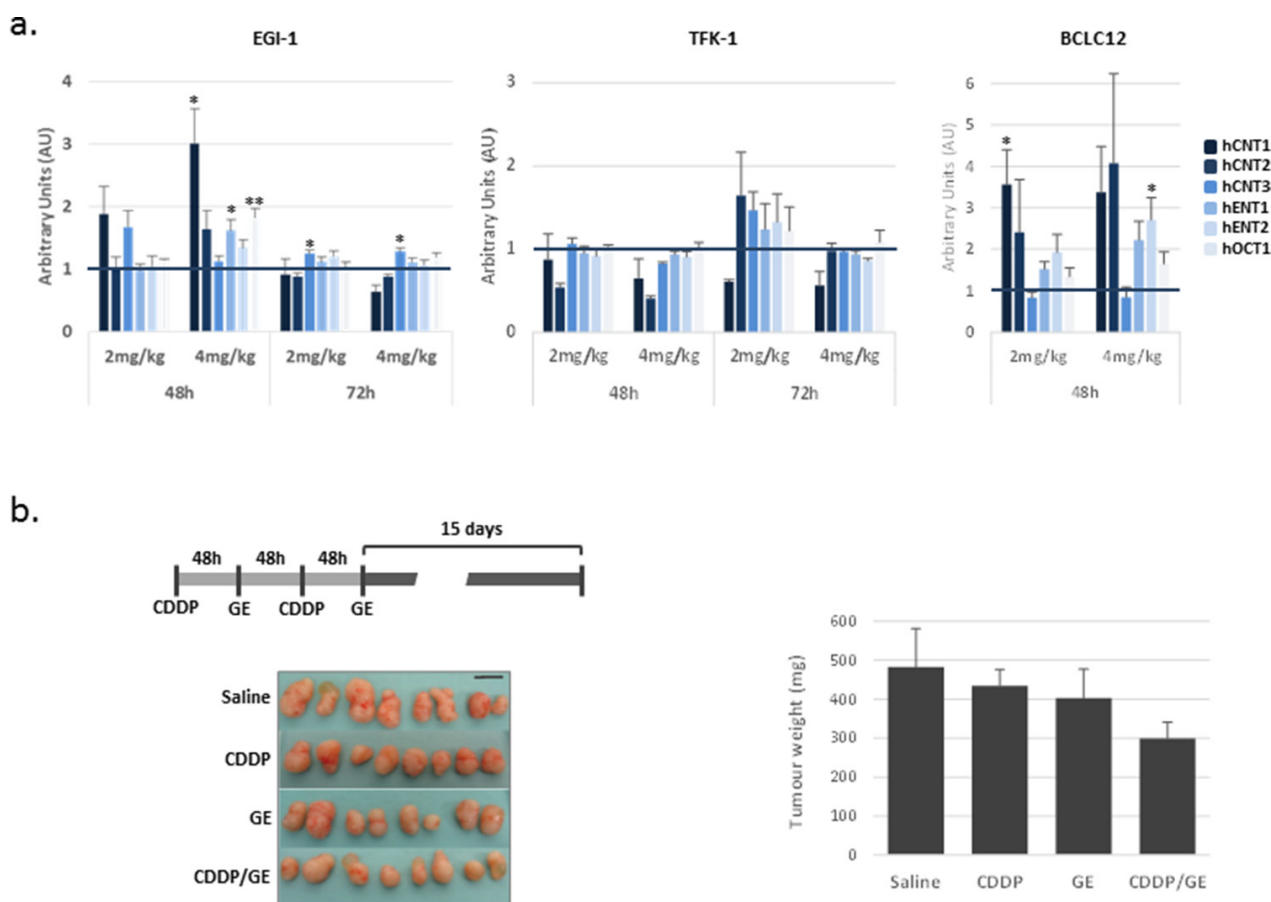 a.
EGI-1
TFK-1
BCLC12
Arbitrary Units (AU)
4
3
2
1
0
*
*
**
*
*
2mg/kg 4mg/kg 2mg/kg 4mg/kg
48h 72h
Arbitrary Units (AU)
3
2
1
0
2mg/kg 4mg/kg 2mg/kg 4mg/kg
48h 72h
Arbitrary Units (AU)
6
5
4
3
2
1
0
*
*
2mg/kg 4mg/kg
48h
hCNT1
hCNT2
hCNT3
hENT1
hENT2
hOCT1
b.
15 days
48h 48h 48h
CDDP GE CDDP GE
Saline
CDDP
GE
CDDP/GE
Tumour weight (mg)
600
500
400
300
200
100
0
Saline CDDP GE CDDP/GE